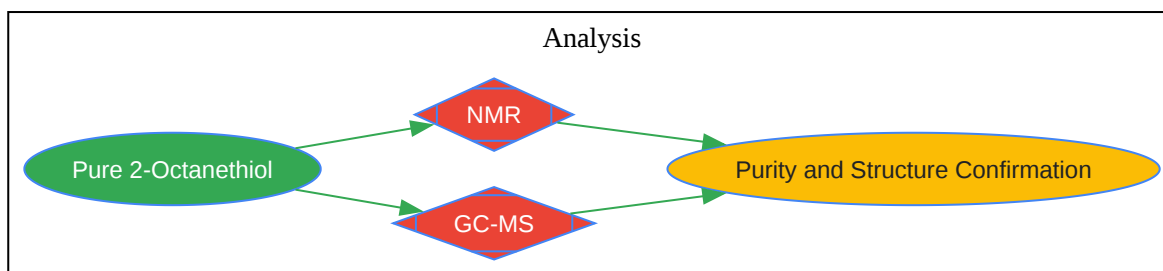 Analysis
NMR
Pure 2-Octanethiol
Purity and Structure Confirmation
GC-MS